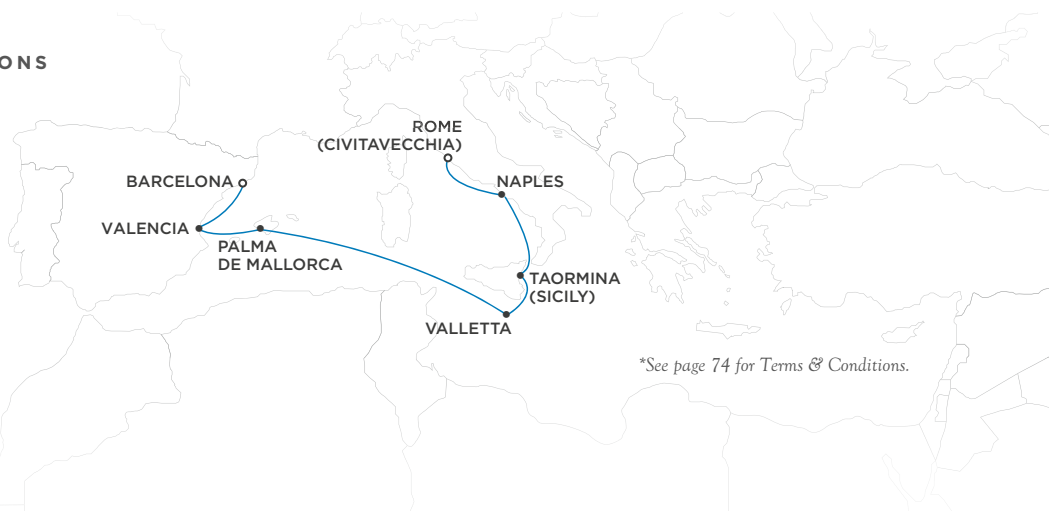 ONS
ROME
(CIVITAVECCHIA)
BARCELONA
NAPLES
VALENCIA
PALMA
DE MALLORCA
TAORMINA
(SICILY)
VALLETTA
*See page 74 for Terms & Conditions.